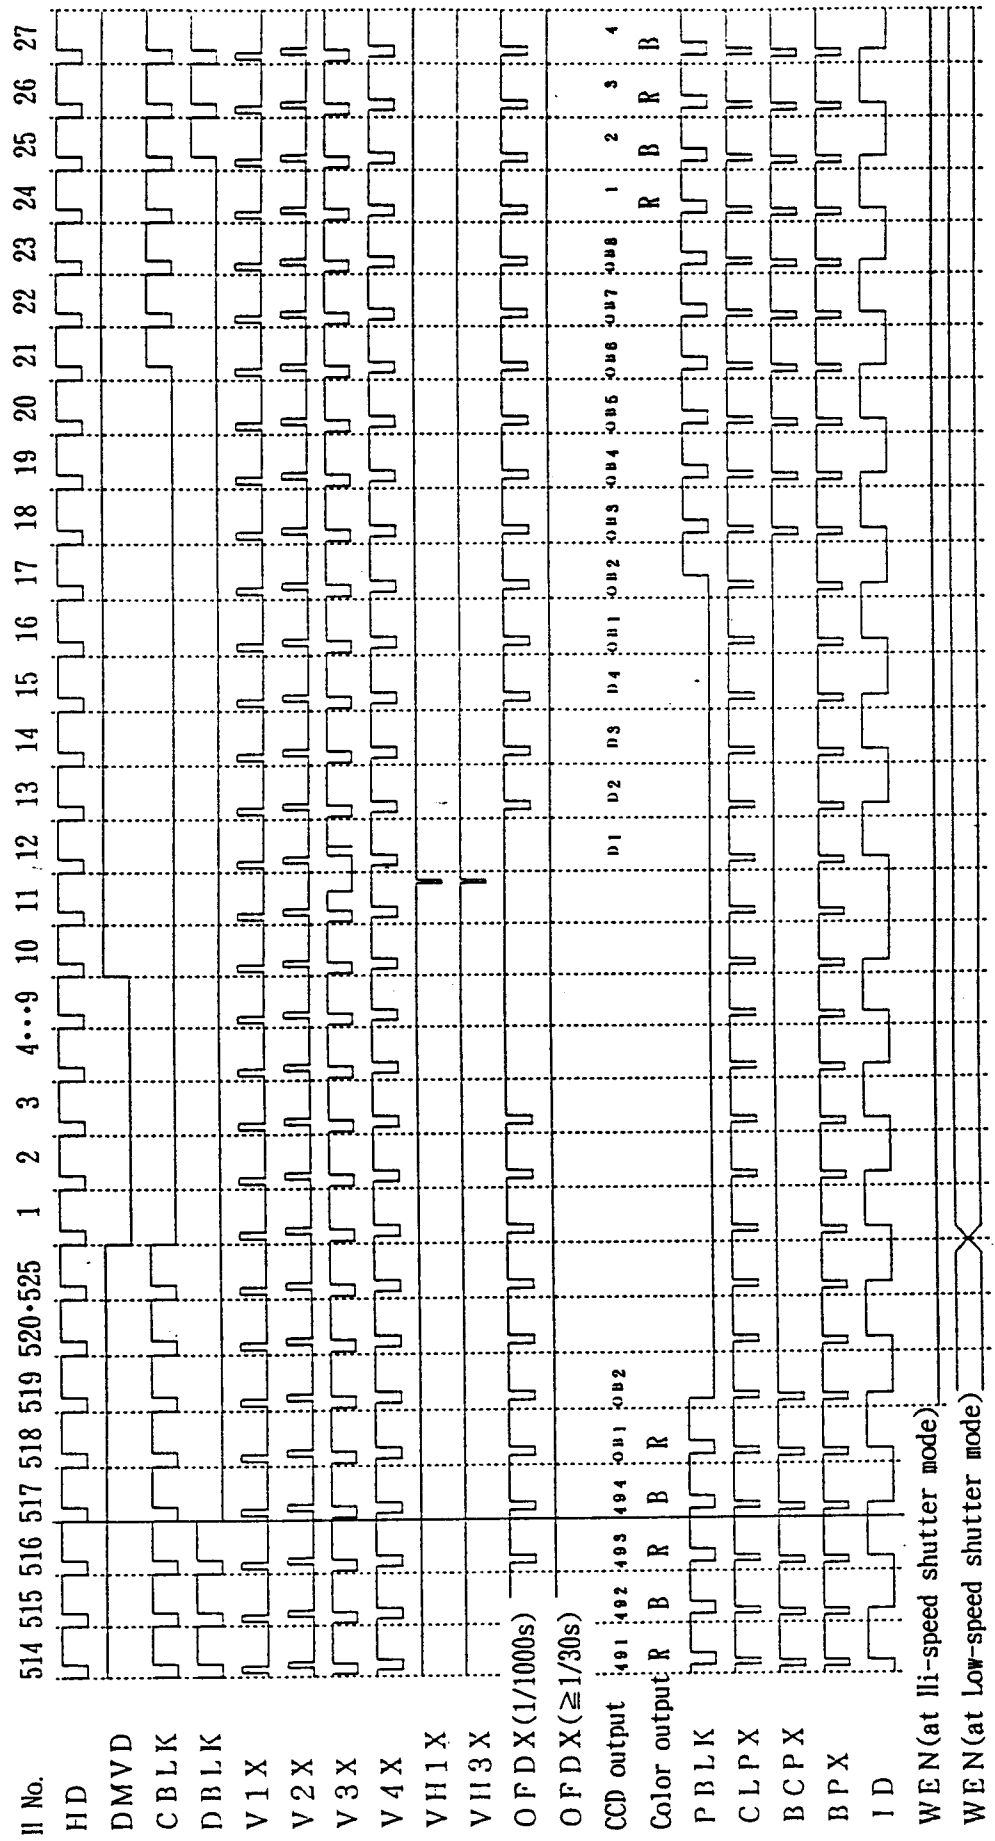 H No. 514 515 516 517 518 519 520•525 1 2 3 4•••9 10 11 12 13 14 15 16 17 18 19 20 21 22 23 24 25 26 27
HD
DMVD
CBLK
DBLK
V1X
V2X
V3X
V4X
VH1X
VH3X
OFDX(1/1000s)
OFDX(≧1/30s)
CCD output 491 492 493 494 OB1 OB2 D1 D2 D3 D4 OB1 OB2 OB3 OB4 OB5 OB6 OB7 OB8 1 2 3 4
Color output R B R B R R B R B
PBLK
CLPX
BCPX
BPX
ID
WEN(at Hi-speed shutter mode)
WEN(at Low-speed shutter mode)